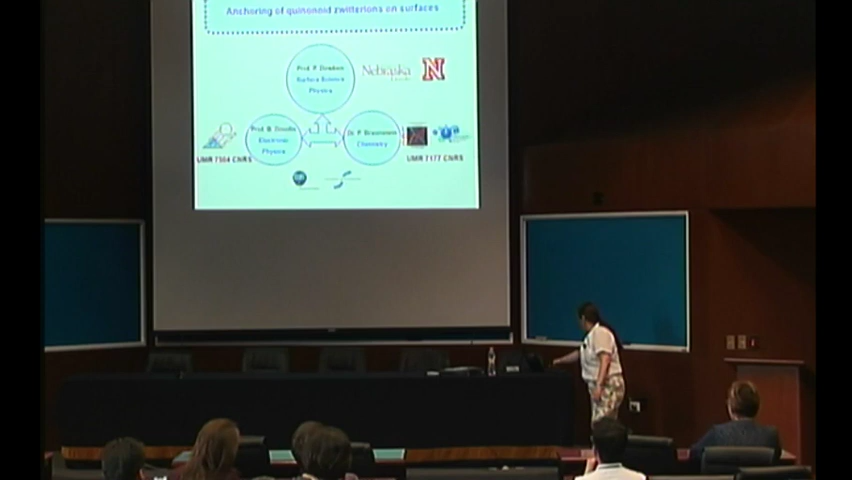 Anchoring of quinonoid zwitterions on surfaces
Prof. P. Dowben
Surface Science
Physics
Nebraska
N
Prof. B. Doudin
Electronic
Physics
Dr. P. Braunstein
Chemistry
UMR 7504 CNRS
UMR 7177 CNRS